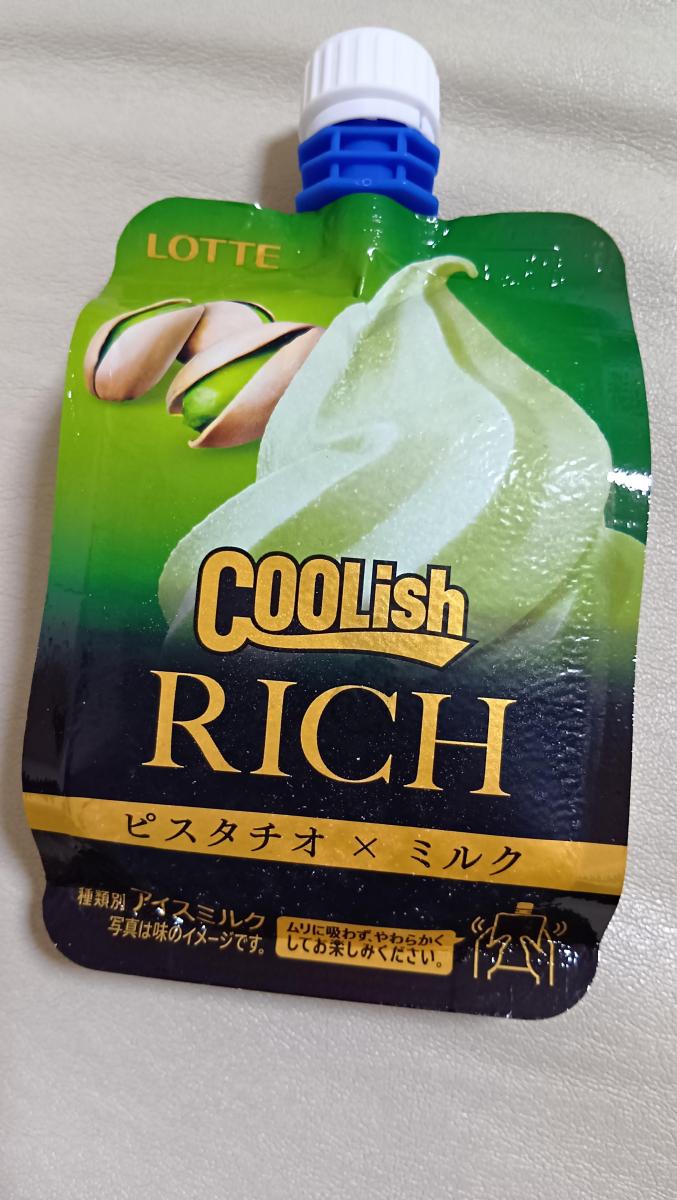 LOTTE
COOLish
RICH
ピスタチオ × ミルク
種類別 アイスミルク
写真は味のイメージです。
ムリに吸わず、やわらかく
してお楽しみください。